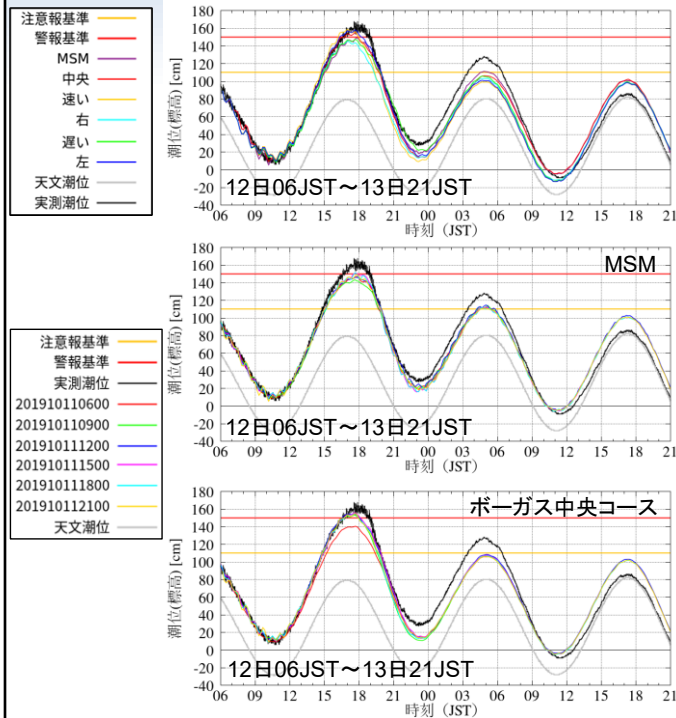 注意報基準
警報基準
MSM
中央
速い
右
遅い
左
天文潮位
実測潮位
潮位(標高) [cm]
180
160
140
120
100
80
60
40
20
0
-20
-40
12日06JST～13日21JST
06 09 12 15 18 21 00 03 06 09 12 15 18 21
時刻（JST）
注意報基準
警報基準
実測潮位
201910110600
201910110900
201910111200
201910111500
201910111800
201910112100
天文潮位
MSM
潮位(標高) [cm]
180
160
140
120
100
80
60
40
20
0
-20
-40
12日06JST～13日21JST
06 09 12 15 18 21 00 03 06 09 12 15 18 21
時刻（JST）
ボーガス中央コース
潮位(標高) [cm]
180
160
140
120
100
80
60
40
20
0
-20
-40
12日06JST～13日21JST
06 09 12 15 18 21 00 03 06 09 12 15 18 21
時刻（JST）